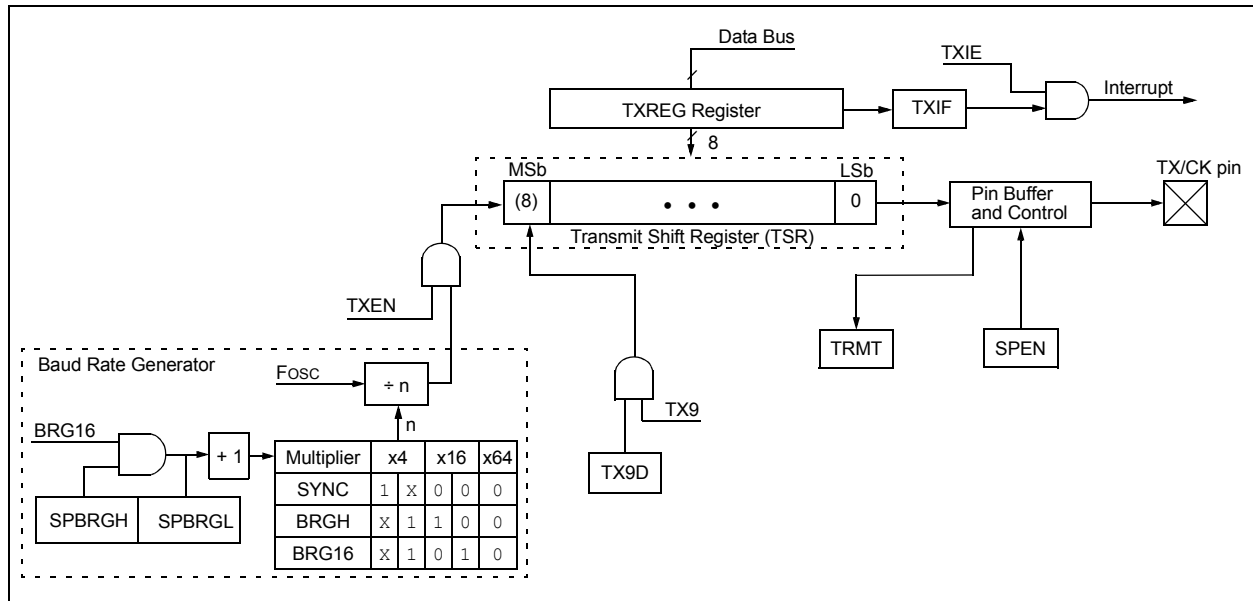 Data Bus
TXIE
Interrupt
TXREG Register
TXIF
8
MSb
LSb
TX/CK pin
(8)
• • •
0
Pin Buffer
and Control
Transmit Shift Register (TSR)
TXEN
TRMT
SPEN
Baud Rate Generator
FOSC
÷ n
TX9
n
BRG16
+ 1
Multiplier x4 x16 x64
TX9D
SYNC 1 X 0 0 0
SPBRGH SPBRGL
BRGH X 1 1 0 0
BRG16 X 1 0 1 0